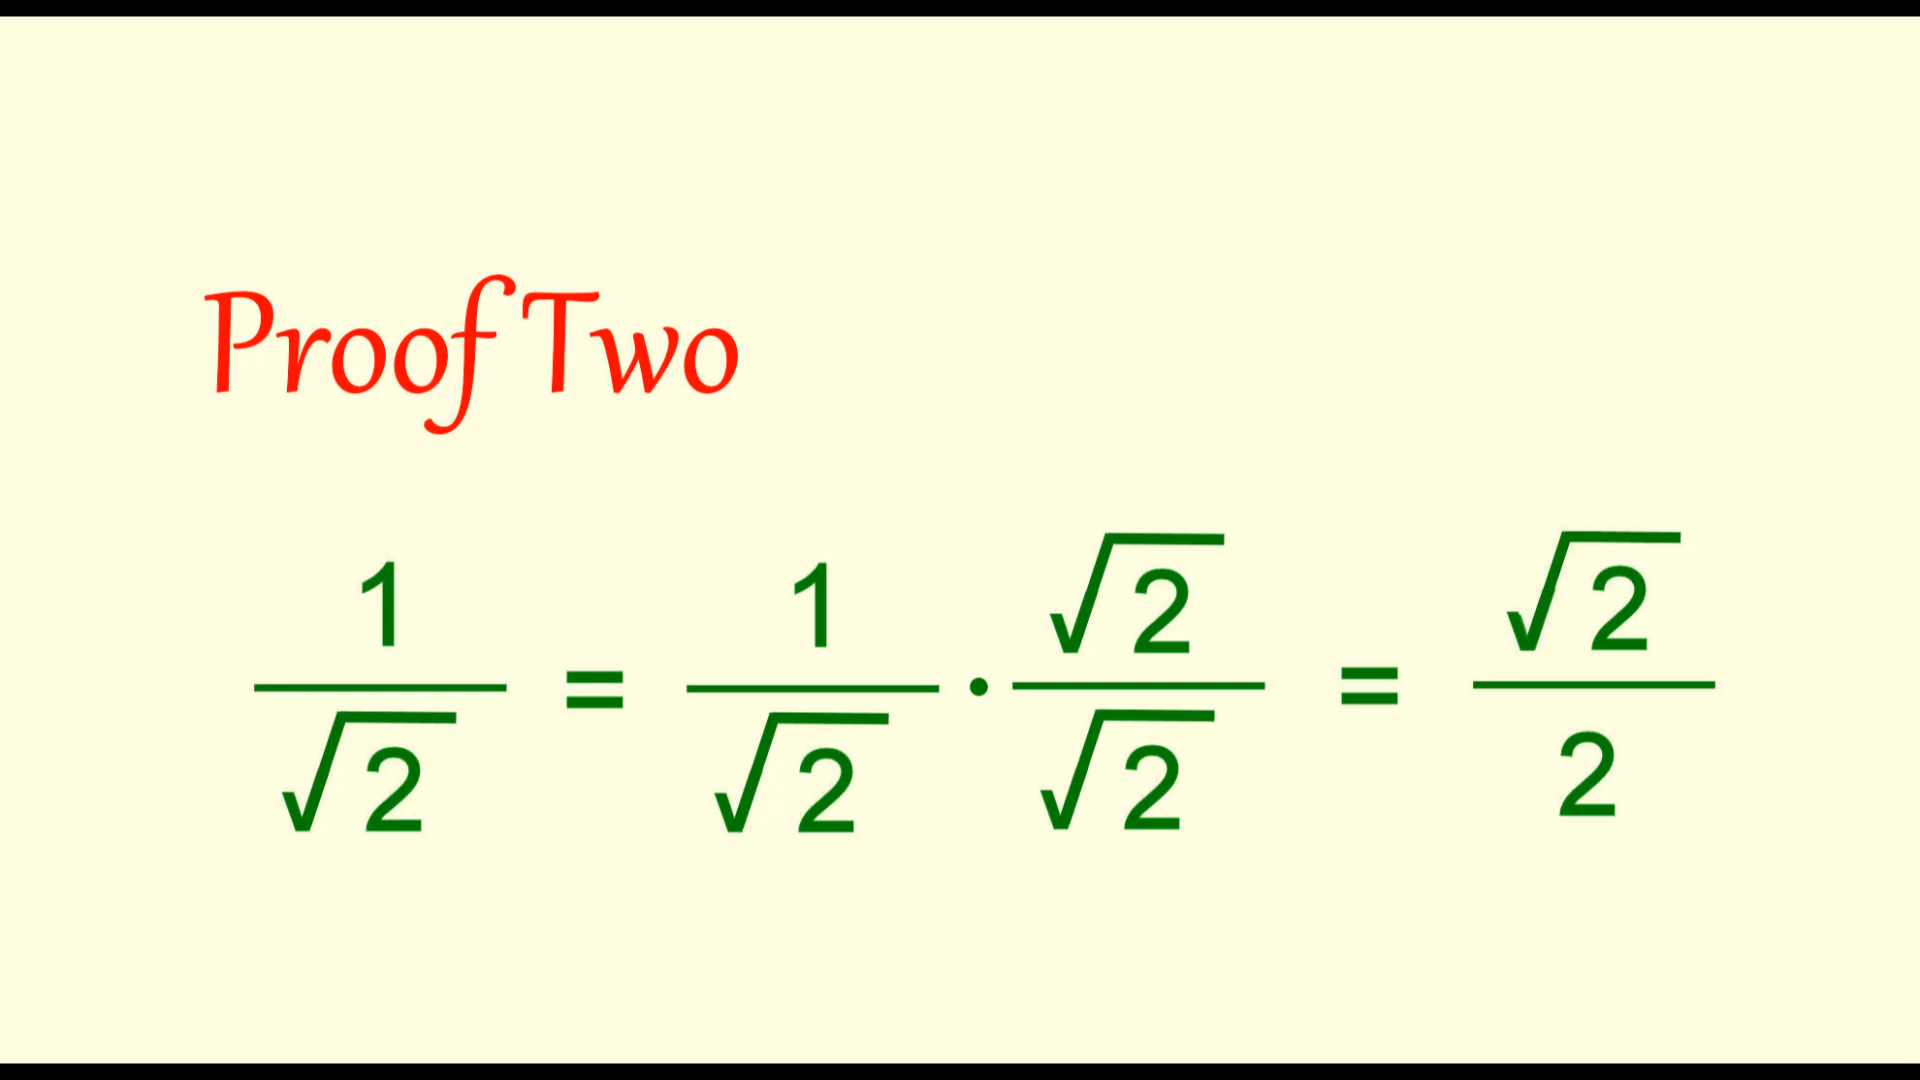 Proof Two
1/√2 = 1/√2 · √2/√2 = √2/2